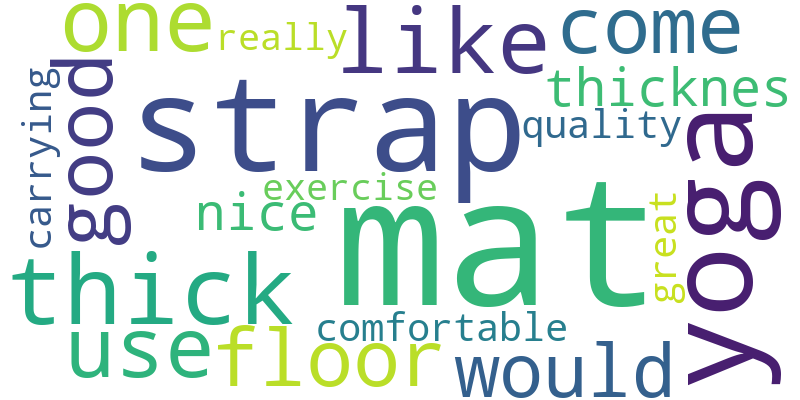 one
really
like
come
carrying
good
strap
thicknes
quality
yoga
exercise
nice
mat
great
thick
comfortable
use
floor
would